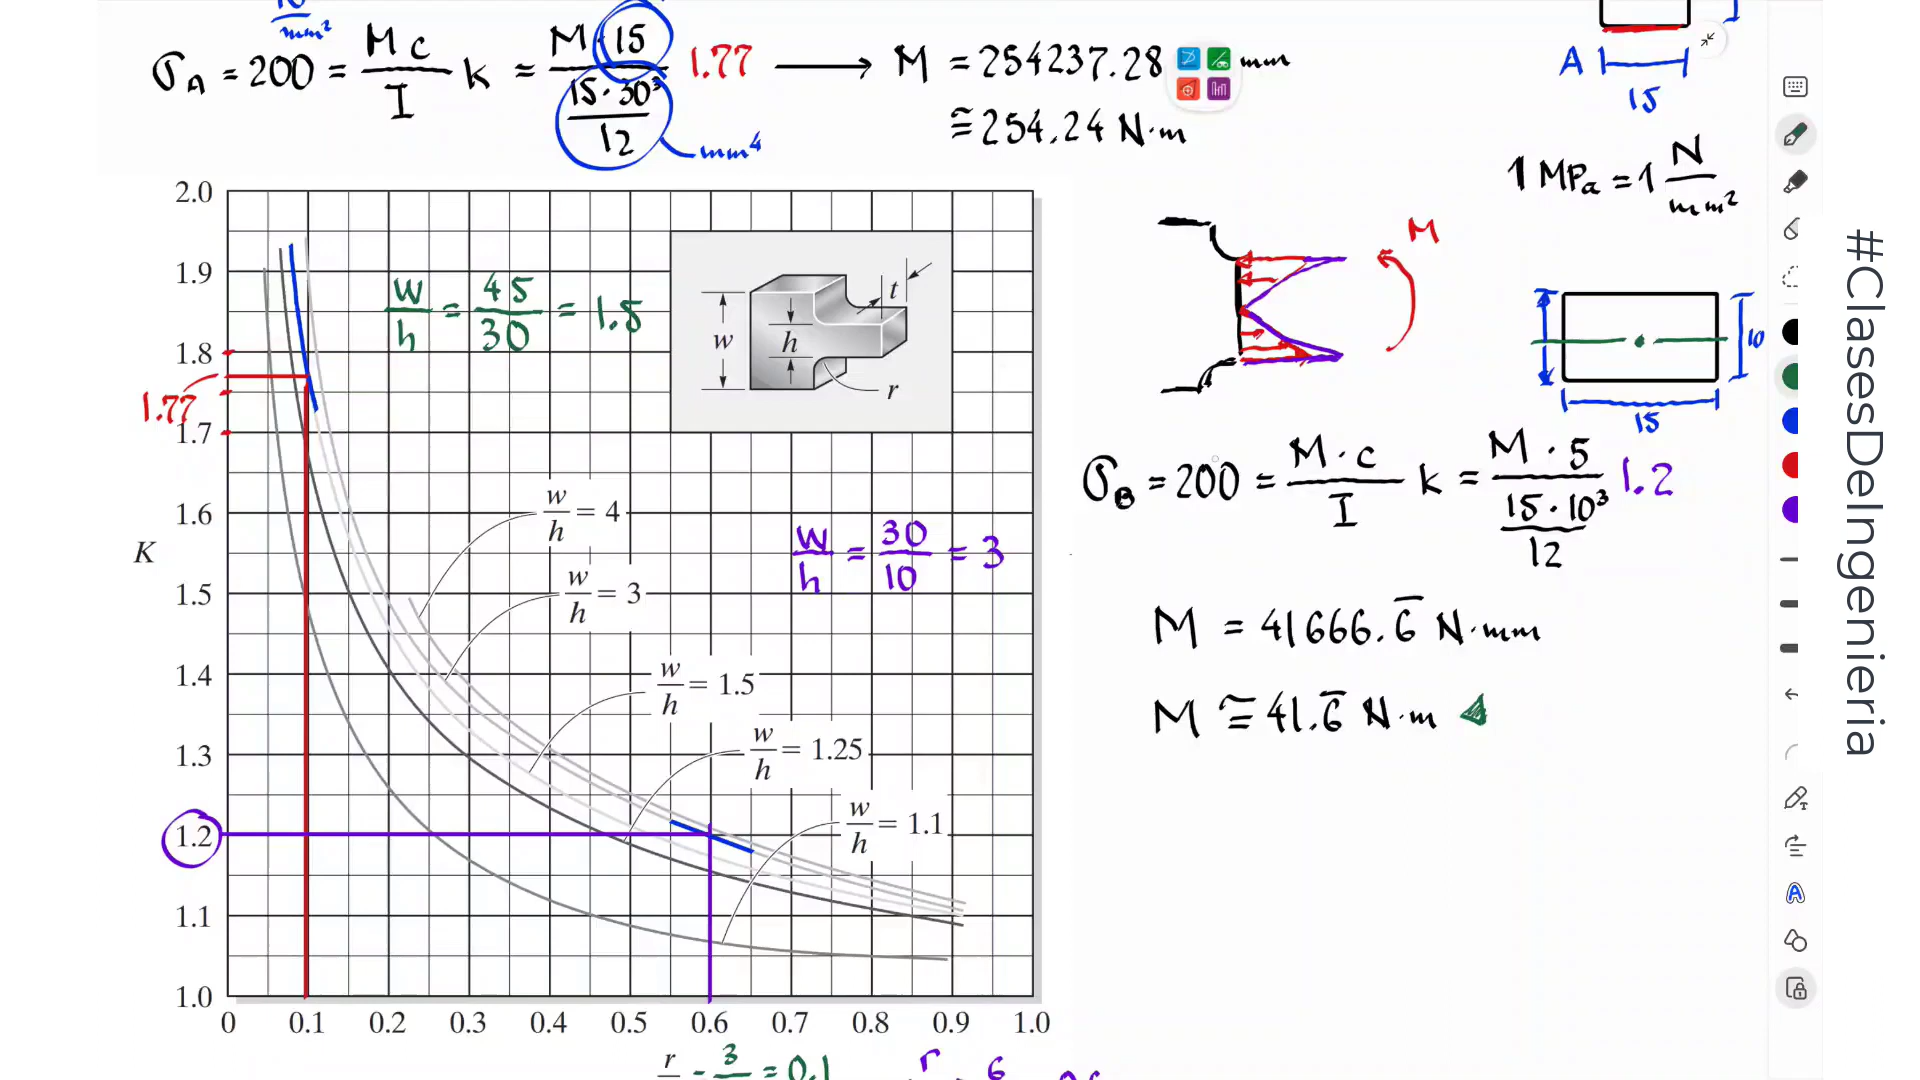 σA = 200 = M c / I k = M · 15 / (15 · 30³ / 12) 1.77 → M = 254237.28 mm
mm²
mm⁴
≅ 254.24 N·m
A
15
1 MPa = 1 N / mm²
2.0
1.9
1.8
1.77
1.7
1.6
1.5
1.4
1.3
1.2
1.1
1.0
K
w/h = 45/30 = 1.5
w
h
t
r
w/h = 4
w/h = 3
w/h = 1.5
w/h = 1.25
w/h = 1.1
w/h = 30/10 = 3
0 0.1 0.2 0.3 0.4 0.5 0.6 0.7 0.8 0.9 1.0
r 3 = 0.1
r 6
M
10
15
σB = 200 = M · c / I k = M · 5 / (15 · 10³ / 12) 1.2
M = 41666.6̅ N·mm
M ≅ 41.6̅ N·m
#ClasesDeIngenieria